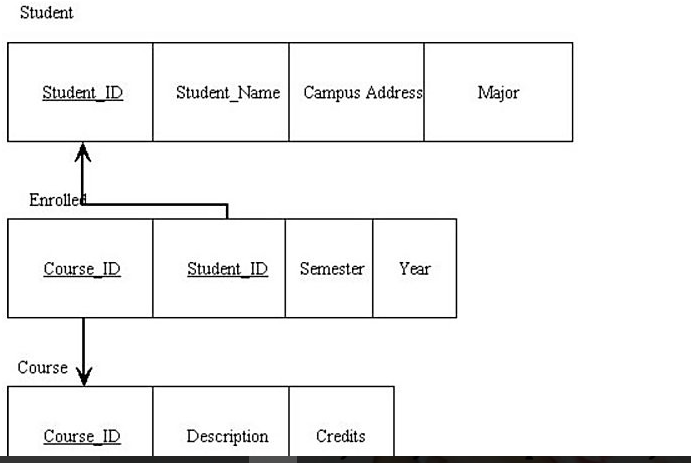 Student
Student_ID Student_Name Campus Address Major
Enrolled
Course_ID Student_ID Semester Year
Course
Course_ID Description Credits